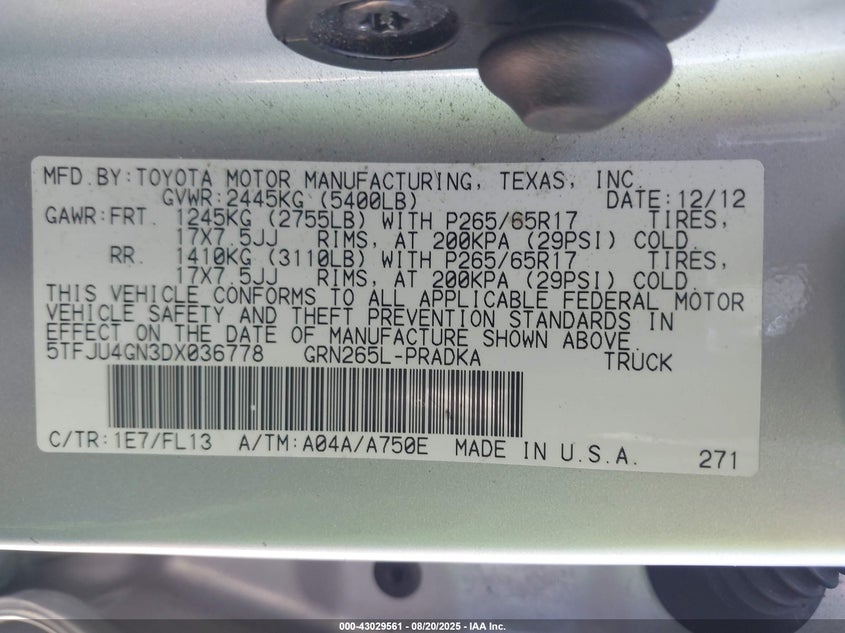 MFD.BY:TOYOTA MOTOR MANUFACTURING, TEXAS, INC.
GVWR:2445KG (5400LB) DATE:12/12
GAWR:FRT. 1245KG (2755LB) WITH P265/65R17 TIRES,
17X7.5JJ RIMS, AT 200KPA (29PSI) COLD.
RR. 1410KG (3110LB) WITH P265/65R17 TIRES,
17X7.5JJ RIMS, AT 200KPA (29PSI) COLD.
THIS VEHICLE CONFORMS TO ALL APPLICABLE FEDERAL MOTOR
VEHICLE SAFETY AND THEFT PREVENTION STANDARDS IN
EFFECT ON THE DATE OF MANUFACTURE SHOWN ABOVE.
5TFJU4GN3DX036778 GRN265L-PRADKA TRUCK
C/TR:1E7/FL13 A/TM:A04A/A750E MADE IN U.S.A. 271
000-43029561 - 08/20/2025 - IAA Inc.